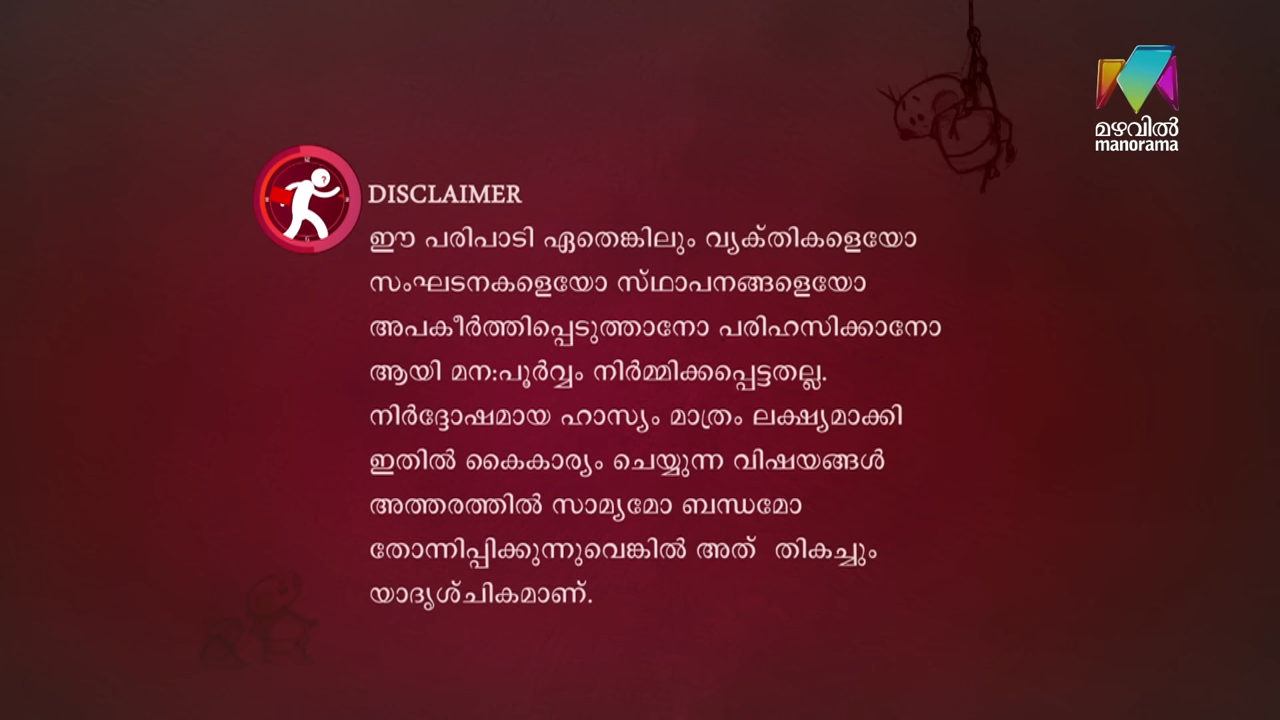 മഴവിൽ
manorama
DISCLAIMER
ഈ പരിപാടി ഏതെങ്കിലും വ്യക്തികളെയോ
സംഘടനകളെയോ സ്ഥാപനങ്ങളെയോ
അപകീർത്തിപ്പെടുത്താനോ പരിഹസിക്കാനോ
ആയി മന:പൂർവ്വം നിർമ്മിക്കപ്പെട്ടതല്ല.
നിർദ്ദോഷമായ ഹാസ്യം മാത്രം ലക്ഷ്യമാക്കി
ഇതിൽ കൈകാര്യം ചെയ്യുന്ന വിഷയങ്ങൾ
അത്തരത്തിൽ സാമ്യമോ ബന്ധമോ
തോന്നിപ്പിക്കുന്നുവെങ്കിൽ അത് തികച്ചും
യാദൃശ്ചികമാണ്.